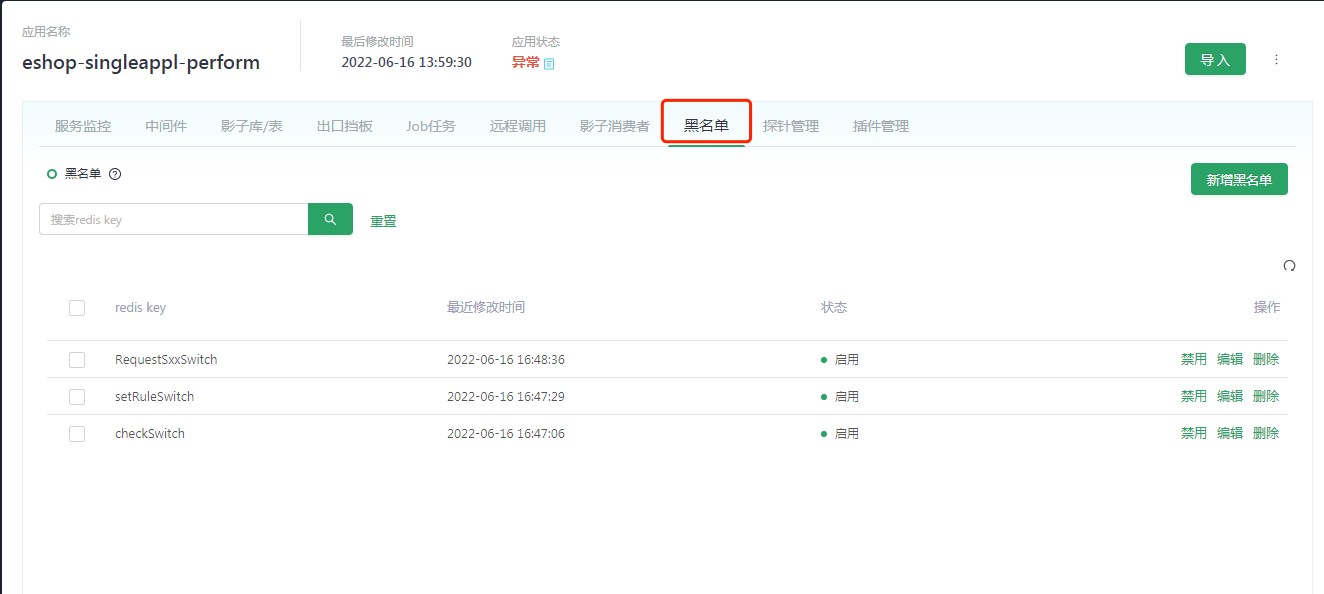 应用名称
eshop-singleappl-perform
最后修改时间
2022-06-16 13:59:30
应用状态
异常
导入
服务监控 中间件 影子库/表 出口挡板 Job任务 远程调用 影子消费者 黑名单 探针管理 插件管理
黑名单
新增黑名单
搜索redis key
重置
redis key 最近修改时间 状态 操作
RequestSxxSwitch 2022-06-16 16:48:36 启用 禁用 编辑 删除
setRuleSwitch 2022-06-16 16:47:29 启用 禁用 编辑 删除
checkSwitch 2022-06-16 16:47:06 启用 禁用 编辑 删除